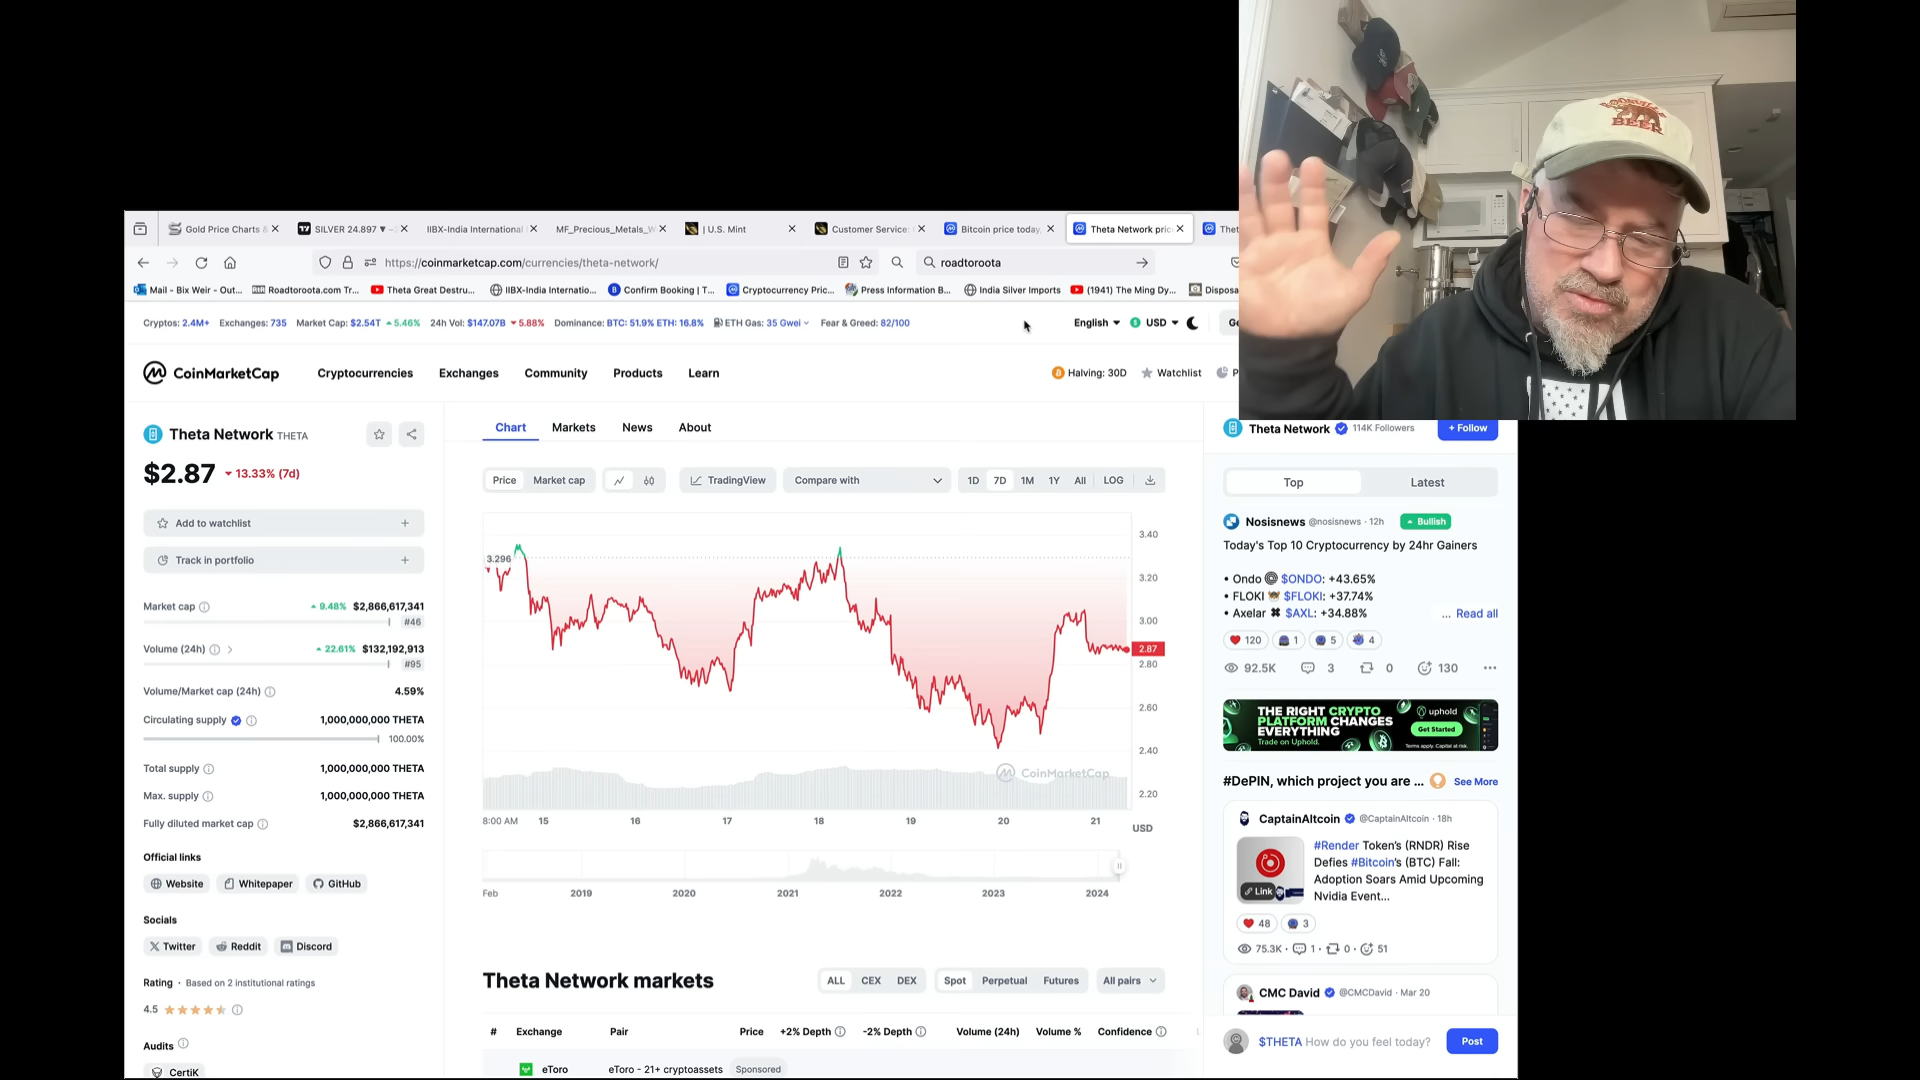 BEER
Gold Price Charts &
SILVER 24.897 ▼ −
IIBX-India International
MF_Precious_Metals_W
| U.S. Mint
Customer Service:
Bitcoin price today,
Theta Network pric
Thet
https://coinmarketcap.com/currencies/theta-network/
roadtoroota
Mail - Bix Weir - Out...
Roadtoroota.com Tr...
Theta Great Destru...
IIBX-India Internatio...
Confirm Booking | T...
Cryptocurrency Pric...
Press Information B...
India Silver Imports
(1941) The Ming Dy...
Disposa
Cryptos: 2.4M+ Exchanges: 735 Market Cap: $2.54T 5.46% 24h Vol: $147.07B 5.88% Dominance: BTC: 51.9% ETH: 16.8% ETH Gas: 35 Gwei Fear & Greed: 82/100
English USD Ge
CoinMarketCap
Cryptocurrencies Exchanges Community Products Learn
Halving: 30D Watchlist P
Theta Network THETA
$2.87 13.33% (7d)
Add to watchlist +
Track in portfolio +
Market cap 9.48% $2,866,617,341
#46
Volume (24h) 22.61% $132,192,913
#95
Volume/Market cap (24h) 4.59%
Circulating supply 1,000,000,000 THETA
100.00%
Total supply 1,000,000,000 THETA
Max. supply 1,000,000,000 THETA
Fully diluted market cap $2,866,617,341
Official links
Website Whitepaper GitHub
Socials
Twitter Reddit Discord
Rating · Based on 2 institutional ratings
4.5
Audits
CertiK
Chart Markets News About
Price Market cap TradingView Compare with 1D 7D 1M 1Y All LOG
3.296
3.40
3.20
3.00
2.87
2.80
2.60
2.40
2.20
CoinMarketCap
8:00 AM 15 16 17 18 19 20 21
USD
Feb 2019 2020 2021 2022 2023 2024
Theta Network markets
ALL CEX DEX Spot Perpetual Futures All pairs
# Exchange Pair Price +2% Depth -2% Depth Volume (24h) Volume % Confidence
eToro eToro - 21+ cryptoassets Sponsored
Theta Network 114K Followers + Follow
Top Latest
Nosisnews @nosisnews · 12h Bullish
Today's Top 10 Cryptocurrency by 24hr Gainers
• Ondo $ONDO: +43.65%
• FLOKI $FLOKI: +37.74%
• Axelar $AXL: +34.88% ... Read all
120 1 5 4
92.5K 3 0 130
THE RIGHT CRYPTO
PLATFORM CHANGES
EVERYTHING
Trade on Uphold.
uphold
Get Started
Terms apply. Capital at risk.
#DePIN, which project you are ... See More
CaptainAltcoin @CaptainAltcoin · 18h
#Render Token's (RNDR) Rise
Defies #Bitcoin's (BTC) Fall:
Adoption Soars Amid Upcoming
Nvidia Event...
Link
48 3
75.3K · 1 · 0 · 51
CMC David @CMCDavid · Mar 20
$THETA How do you feel today? Post